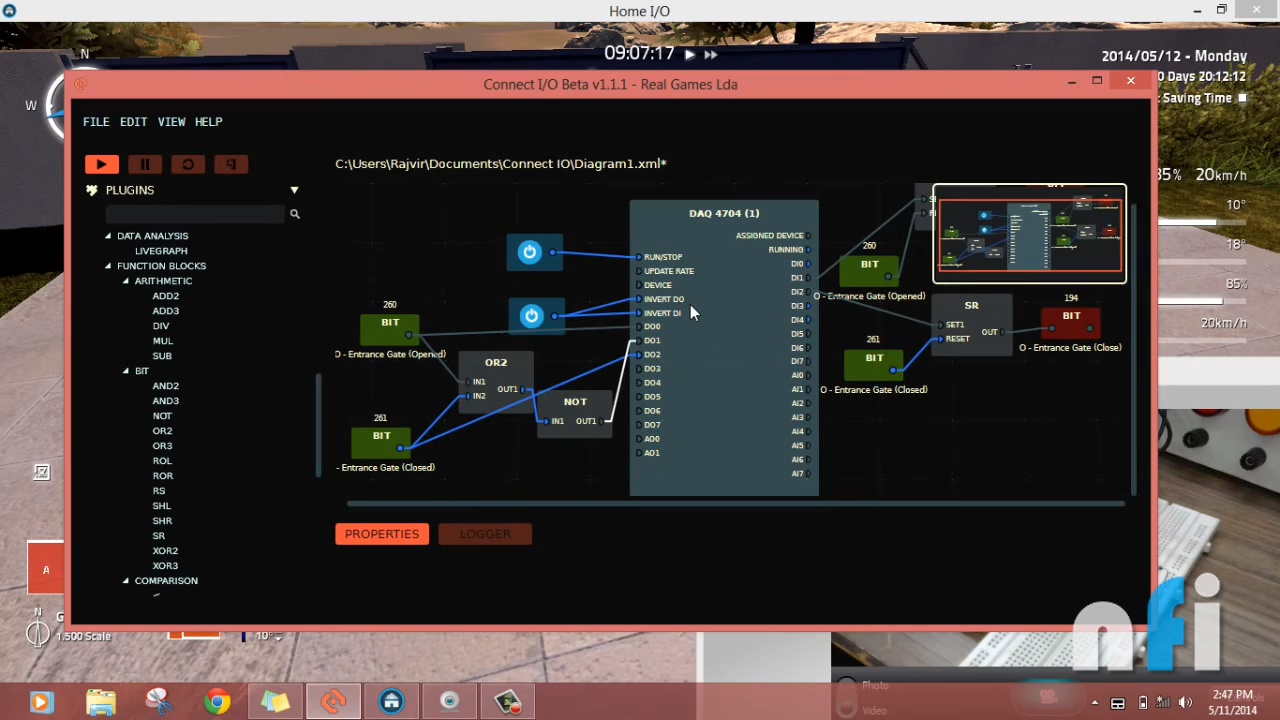 Home I/O
N
W
09:07:17
2014/05/12 - Monday
0 Days 20:12:12
: Saving Time
Connect I/O Beta v1.1.1 - Real Games Lda
FILE EDIT VIEW HELP
C:\Users\Rajvir\Documents\Connect IO\Diagram1.xml*
PLUGINS
DATA ANALYSIS
LIVEGRAPH
FUNCTION BLOCKS
ARITHMETIC
ADD2
ADD3
DIV
MUL
SUB
BIT
AND2
AND3
NOT
OR2
OR3
ROL
ROR
RS
SHL
SHR
SR
XOR2
XOR3
COMPARISON
260
BIT
O - Entrance Gate (Opened)
261
BIT
- Entrance Gate (Closed)
OR2
IN1
IN2
OUT1
NOT
IN1
OUT1
DAQ 4704 (1)
ASSIGNED DEVICE
RUNNING
DI0
DI1
DI2
DI3
DI4
DI5
DI6
DI7
AI0
AI1
AI2
AI3
AI4
AI5
AI6
AI7
RUN/STOP
UPDATE RATE
DEVICE
INVERT DO
INVERT DI
DO0
DO1
DO2
DO3
DO4
DO5
DO6
DO7
AO0
AO1
260
BIT
O - Entrance Gate (Opened)
261
BIT
O - Entrance Gate (Closed)
SR
SET1
RESET
OUT
194
BIT
O - Entrance Gate (Close)
35% 20km/h
10°
18°
20km/h
PROPERTIES
LOGGER
A
N
G
1.500 Scale
10°
nfi
Photo
Video
2:47 PM
5/11/2014